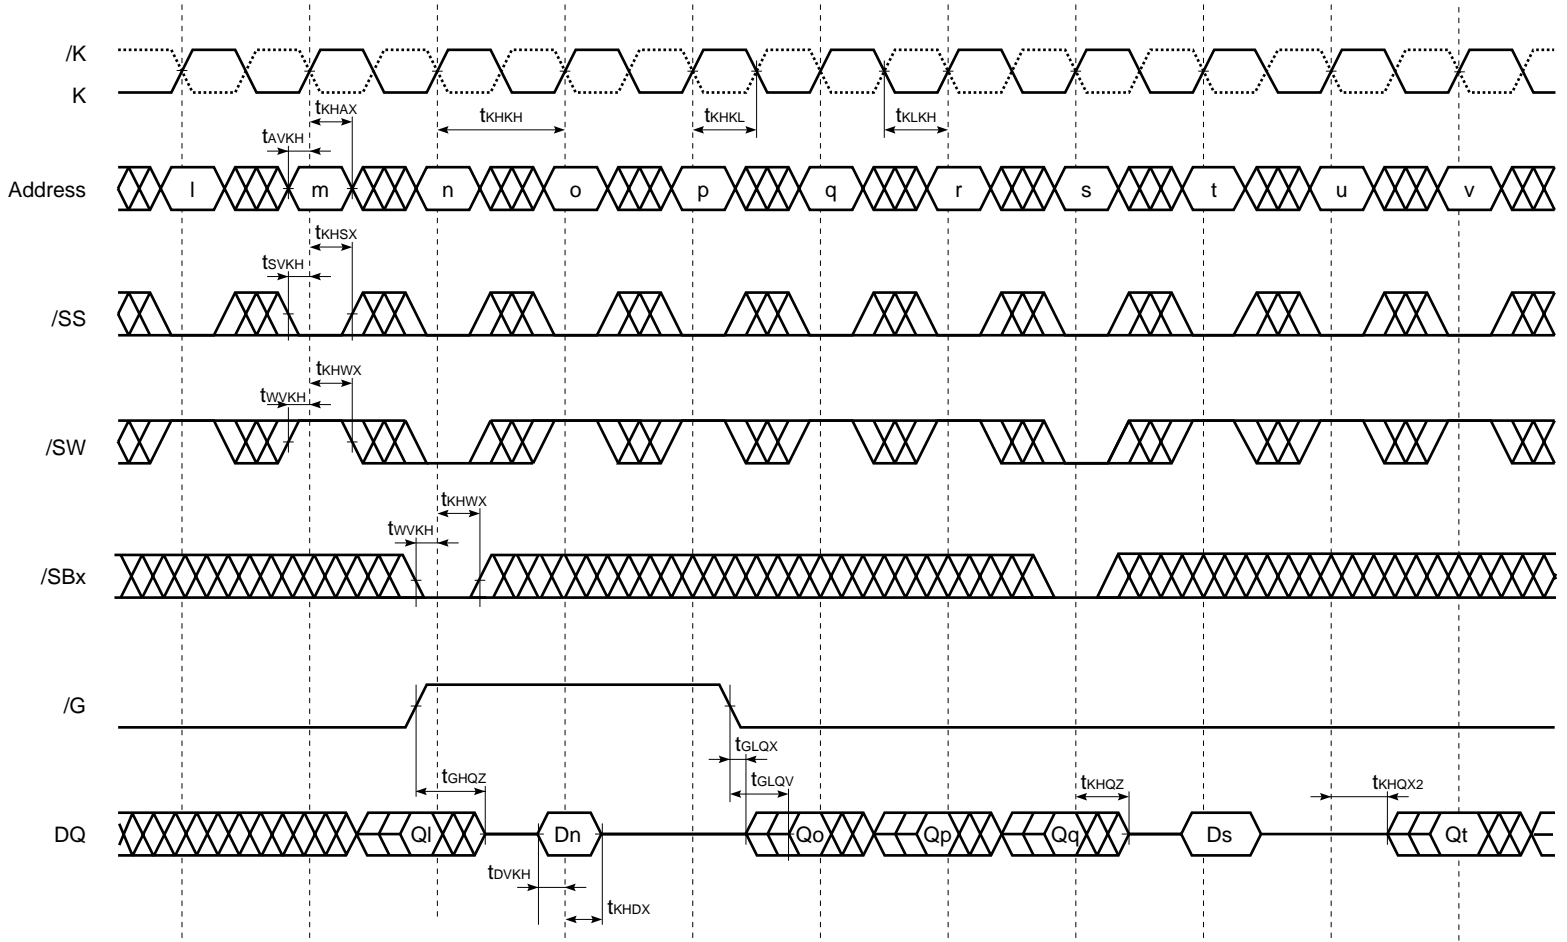 /K
K
tKHAX
tKHKH
tKHKL
tKLKH
tAVKH
Address
l
m
n
o
p
q
r
s
t
u
v
tKHSX
tSVKH
/SS
tKHWX
tWVKH
/SW
tKHWX
tWVKH
/SBx
/G
tGLQX
tGHQZ
tGLQV
tKHQZ
tKHQX2
DQ
Ql
Dn
Qo
Qp
Qq
Ds
Qt
tDVKH
tKHDX